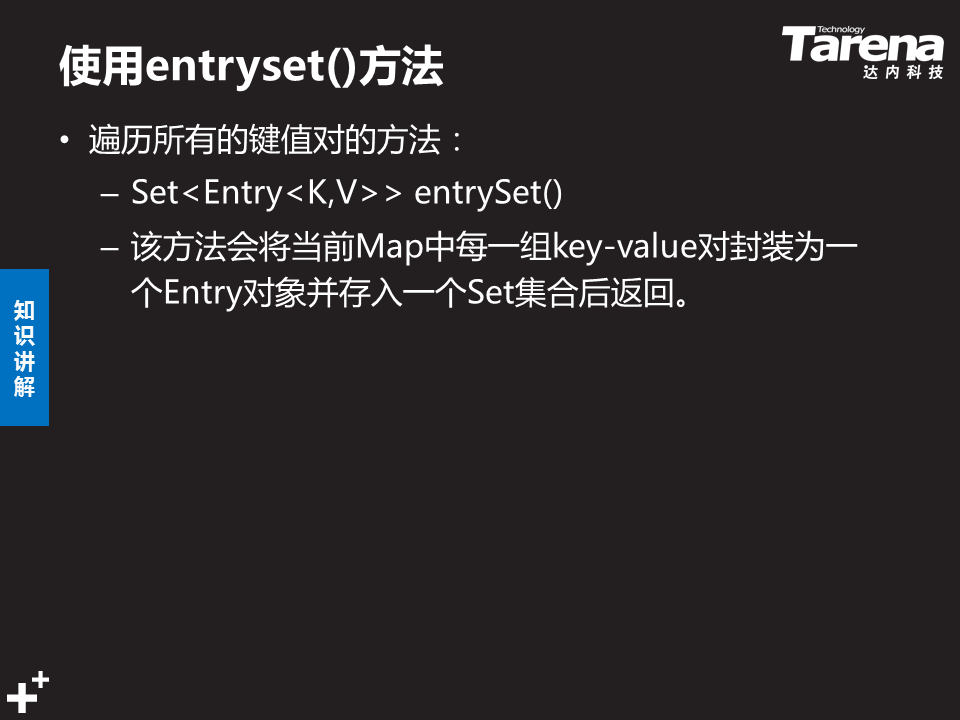 使用entryset()方法
Technology
Tarena
达内科技
• 遍历所有的键值对的方法：
– Set<Entry<K,V>> entrySet()
– 该方法会将当前Map中每一组key-value对封装为一
个Entry对象并存入一个Set集合后返回。
知
识
讲
解